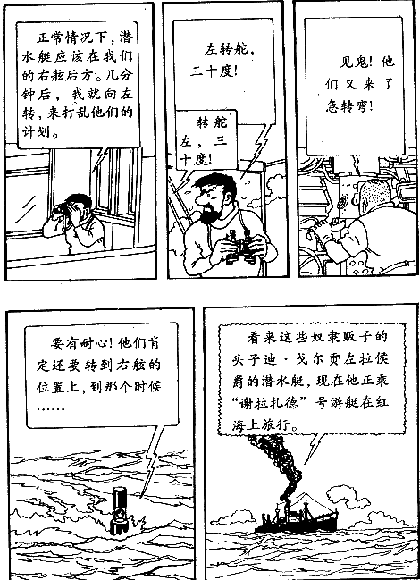 正常情况下，潜
水艇应该在我们
的右舷后方。几分
钟后，我就向左
转，来打乱他们的
计划。
左转舵，
二十度！
转舵
左，三
十度！
见鬼！他
们又来了
急转弯！
要有耐心！他们肯
定还要转到右舷的
位置上，到那个时候
……
看来这些奴隶贩子的
头子迪·戈尔贡左拉侯
爵的潜水艇，现在他正乘
“谢拉扎德”号游艇在红
海上旅行。